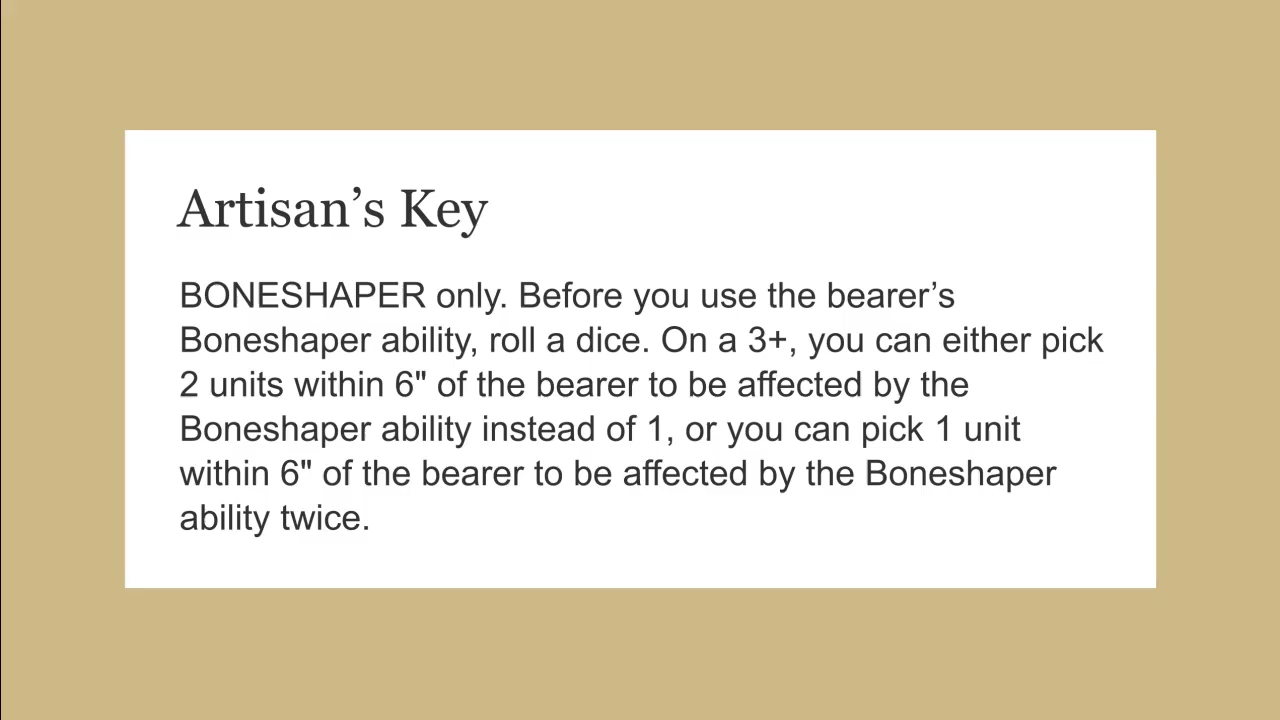 Artisan’s Key
BONESHAPER only. Before you use the bearer’s
Boneshaper ability, roll a dice. On a 3+, you can either pick
2 units within 6" of the bearer to be affected by the
Boneshaper ability instead of 1, or you can pick 1 unit
within 6" of the bearer to be affected by the Boneshaper
ability twice.